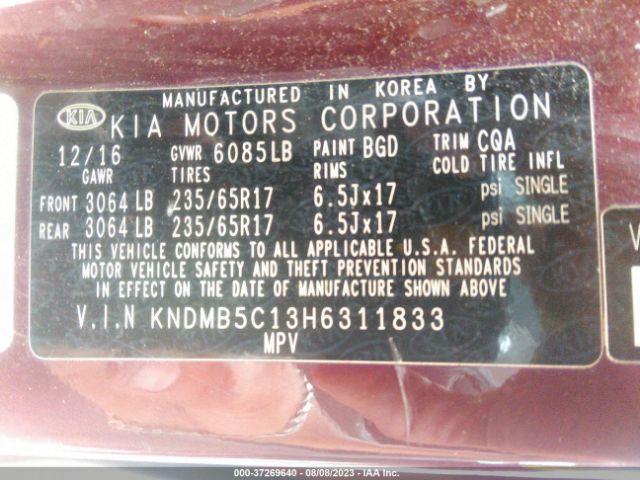 MANUFACTURED IN KOREA BY
KIA KIA MOTORS CORPORATION
12/16 GVWR 6085LB PAINT BGD TRIM CQA
GAWR TIRES RIMS COLD TIRE INFL
FRONT 3064 LB 235/65R17 6.5Jx17 psi SINGLE
REAR 3064 LB 235/65R17 6.5Jx17 psi SINGLE
THIS VEHICLE CONFORMS TO ALL APPLICABLE U.S.A. FEDERAL
MOTOR VEHICLE SAFETY AND THEFT PREVENTION STANDARDS
IN EFFECT ON THE DATE OF MANUFACTURE SHOWN ABOVE
V.I.N KNDMB5C13H6311833
MPV
V
000-37269640 - 08/08/2023 - IAA Inc.